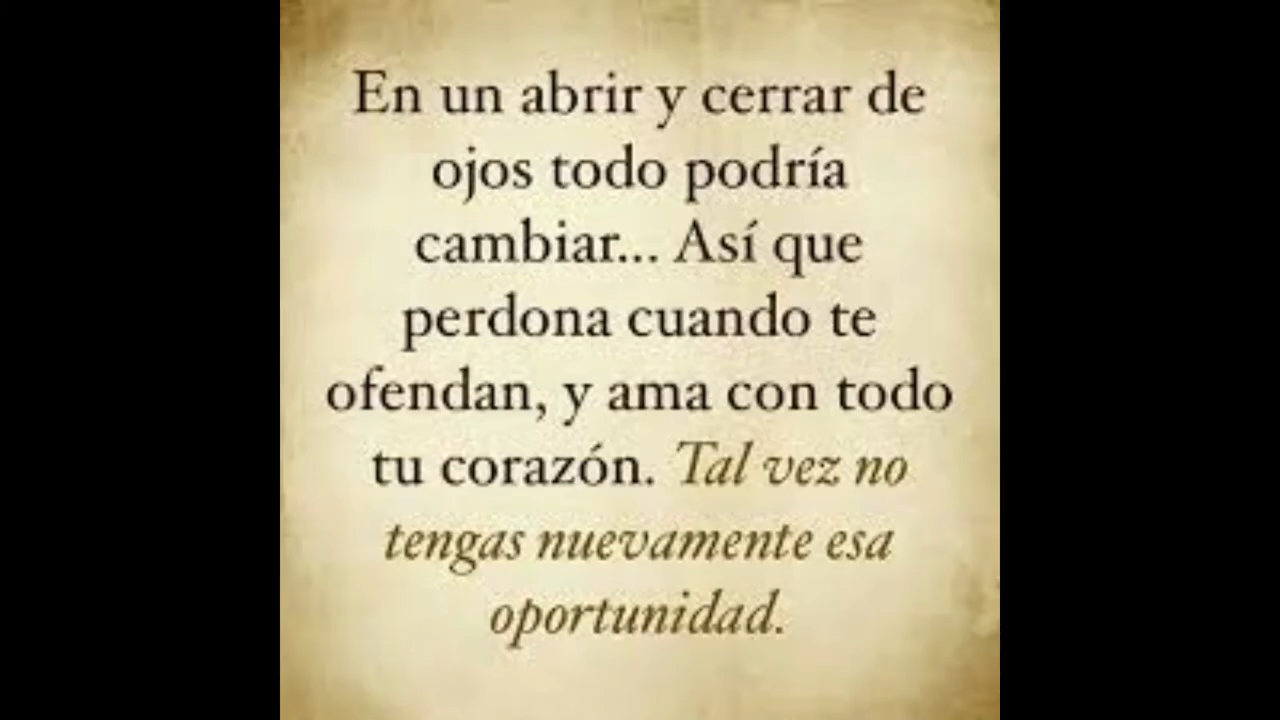 En un abrir y cerrar de
ojos todo podría
cambiar... Así que
perdona cuando te
ofendan, y ama con todo
tu corazón. Tal vez no
tengas nuevamente esa
oportunidad.